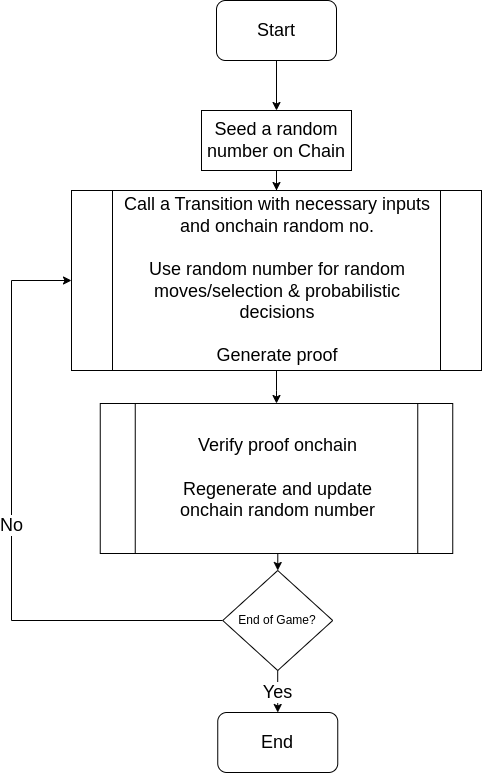 Start
Seed a random
number on Chain
Call a Transition with necessary inputs
and onchain random no.
Use random number for random
moves/selection & probabilistic
decisions
Generate proof
Verify proof onchain
Regenerate and update
onchain random number
No
End of Game?
Yes
End